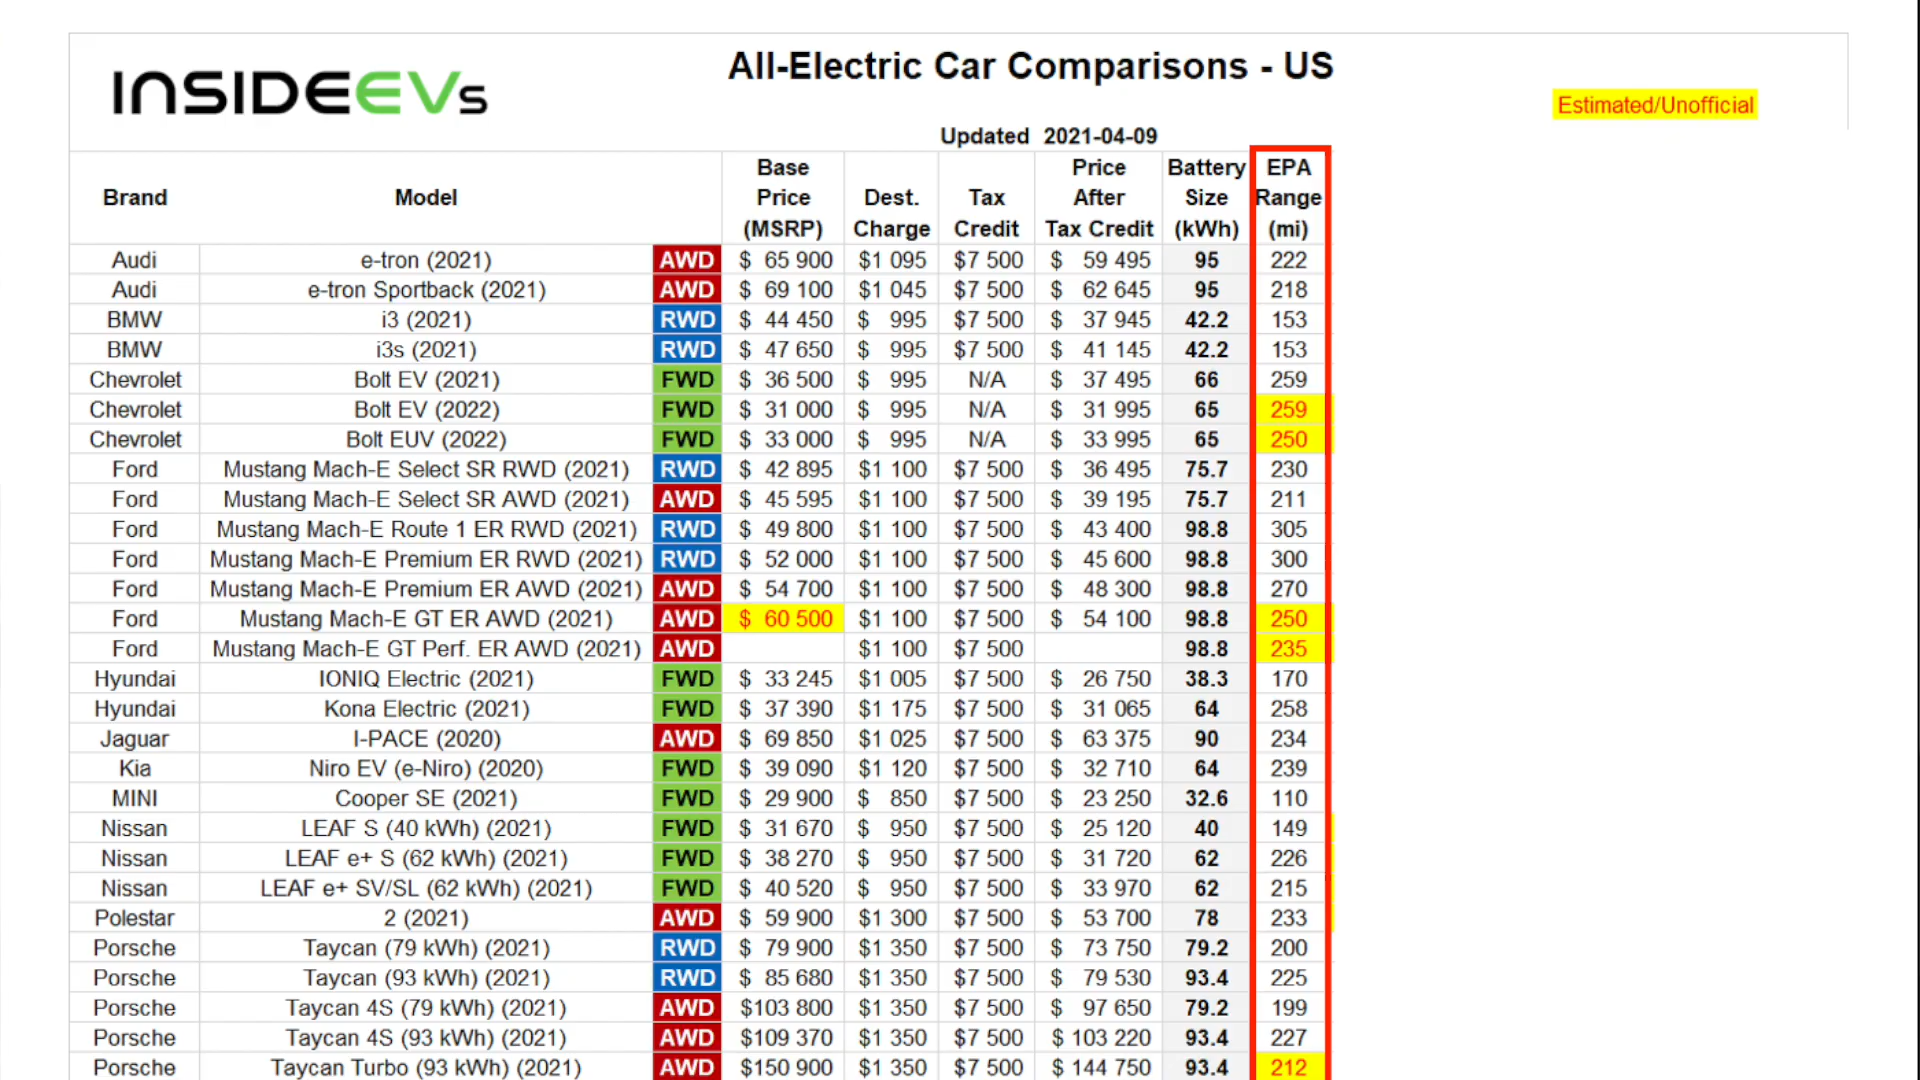 INSIDEEVs
All-Electric Car Comparisons - US
Estimated/Unofficial
Updated 2021-04-09
Brand Model Base Price (MSRP) Dest. Charge Tax Credit Price After Tax Credit Battery Size (kWh) EPA Range (mi)
Audi e-tron (2021) AWD $ 65 900 $1 095 $7 500 $ 59 495 95 222
Audi e-tron Sportback (2021) AWD $ 69 100 $1 045 $7 500 $ 62 645 95 218
BMW i3 (2021) RWD $ 44 450 $ 995 $7 500 $ 37 945 42.2 153
BMW i3s (2021) RWD $ 47 650 $ 995 $7 500 $ 41 145 42.2 153
Chevrolet Bolt EV (2021) FWD $ 36 500 $ 995 N/A $ 37 495 66 259
Chevrolet Bolt EV (2022) FWD $ 31 000 $ 995 N/A $ 31 995 65 259
Chevrolet Bolt EUV (2022) FWD $ 33 000 $ 995 N/A $ 33 995 65 250
Ford Mustang Mach-E Select SR RWD (2021) RWD $ 42 895 $1 100 $7 500 $ 36 495 75.7 230
Ford Mustang Mach-E Select SR AWD (2021) AWD $ 45 595 $1 100 $7 500 $ 39 195 75.7 211
Ford Mustang Mach-E Route 1 ER RWD (2021) RWD $ 49 800 $1 100 $7 500 $ 43 400 98.8 305
Ford Mustang Mach-E Premium ER RWD (2021) RWD $ 52 000 $1 100 $7 500 $ 45 600 98.8 300
Ford Mustang Mach-E Premium ER AWD (2021) AWD $ 54 700 $1 100 $7 500 $ 48 300 98.8 270
Ford Mustang Mach-E GT ER AWD (2021) AWD $ 60 500 $1 100 $7 500 $ 54 100 98.8 250
Ford Mustang Mach-E GT Perf. ER AWD (2021) AWD $1 100 $7 500 98.8 235
Hyundai IONIQ Electric (2021) FWD $ 33 245 $1 005 $7 500 $ 26 750 38.3 170
Hyundai Kona Electric (2021) FWD $ 37 390 $1 175 $7 500 $ 31 065 64 258
Jaguar I-PACE (2020) AWD $ 69 850 $1 025 $7 500 $ 63 375 90 234
Kia Niro EV (e-Niro) (2020) FWD $ 39 090 $1 120 $7 500 $ 32 710 64 239
MINI Cooper SE (2021) FWD $ 29 900 $ 850 $7 500 $ 23 250 32.6 110
Nissan LEAF S (40 kWh) (2021) FWD $ 31 670 $ 950 $7 500 $ 25 120 40 149
Nissan LEAF e+ S (62 kWh) (2021) FWD $ 38 270 $ 950 $7 500 $ 31 720 62 226
Nissan LEAF e+ SV/SL (62 kWh) (2021) FWD $ 40 520 $ 950 $7 500 $ 33 970 62 215
Polestar 2 (2021) AWD $ 59 900 $1 300 $7 500 $ 53 700 78 233
Porsche Taycan (79 kWh) (2021) RWD $ 79 900 $1 350 $7 500 $ 73 750 79.2 200
Porsche Taycan (93 kWh) (2021) RWD $ 85 680 $1 350 $7 500 $ 79 530 93.4 225
Porsche Taycan 4S (79 kWh) (2021) AWD $103 800 $1 350 $7 500 $ 97 650 79.2 199
Porsche Taycan 4S (93 kWh) (2021) AWD $109 370 $1 350 $7 500 $ 103 220 93.4 227
Porsche Taycan Turbo (93 kWh) (2021) AWD $150 900 $1 350 $7 500 $ 144 750 93.4 212